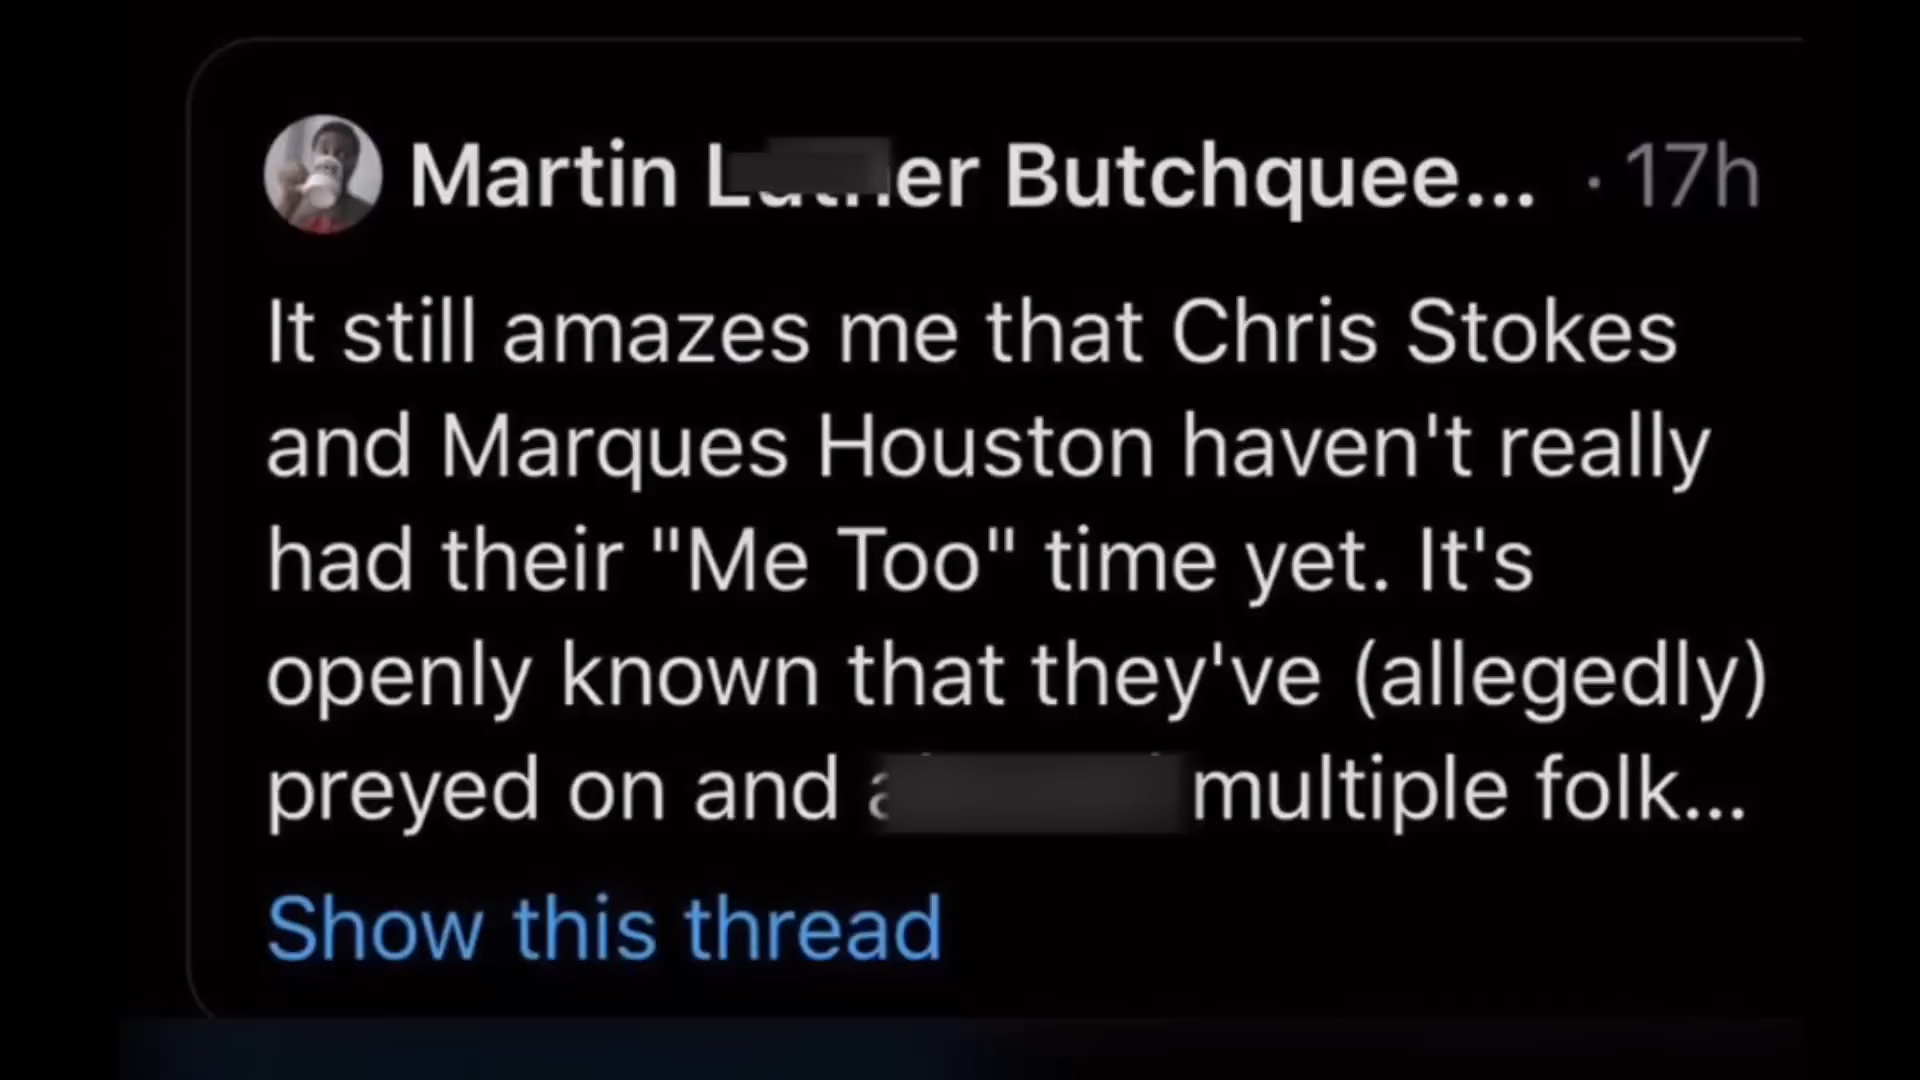 Martin er Butchquee... · 17h
It still amazes me that Chris Stokes
and Marques Houston haven't really
had their "Me Too" time yet. It's
openly known that they've (allegedly)
preyed on and multiple folk...
Show this thread